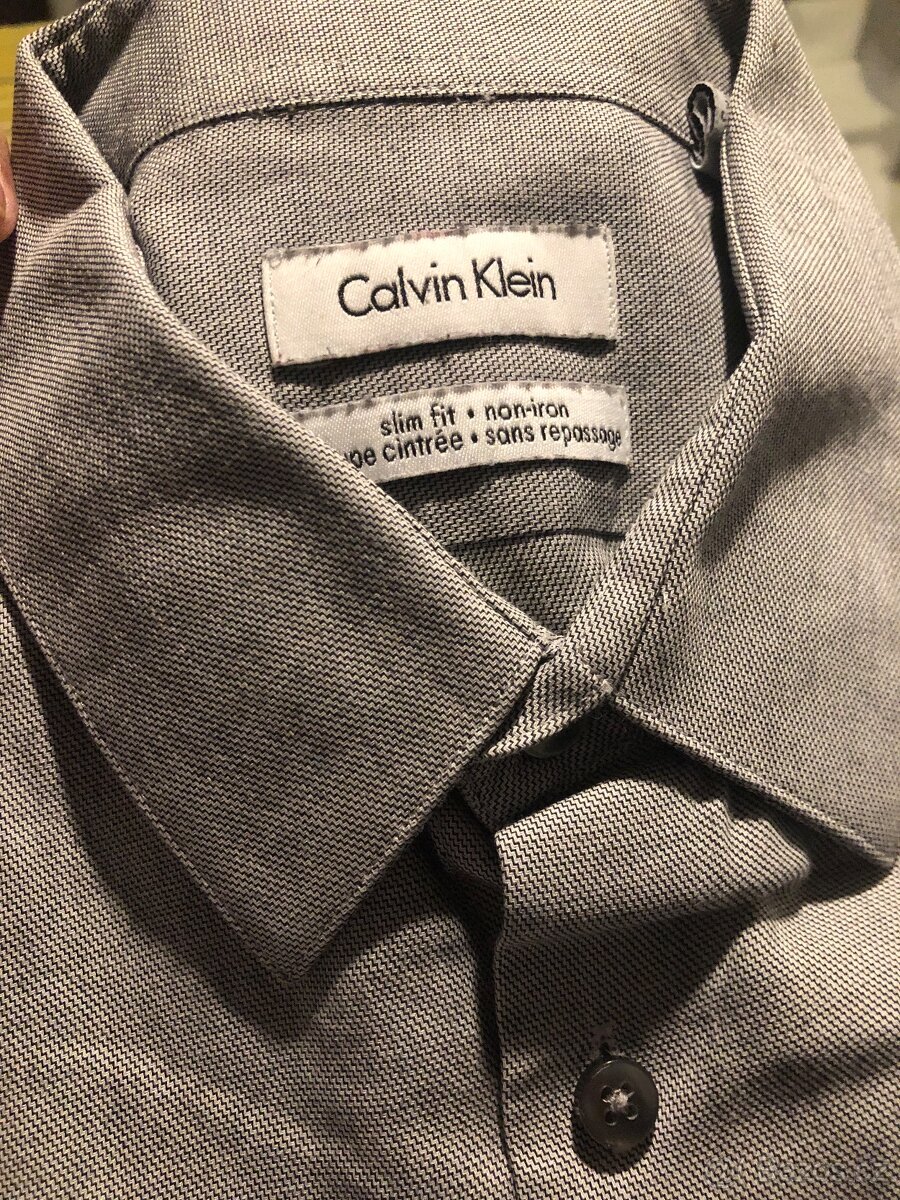 Calvin Klein
slim fit • non-iron
cintrée • sans repassage